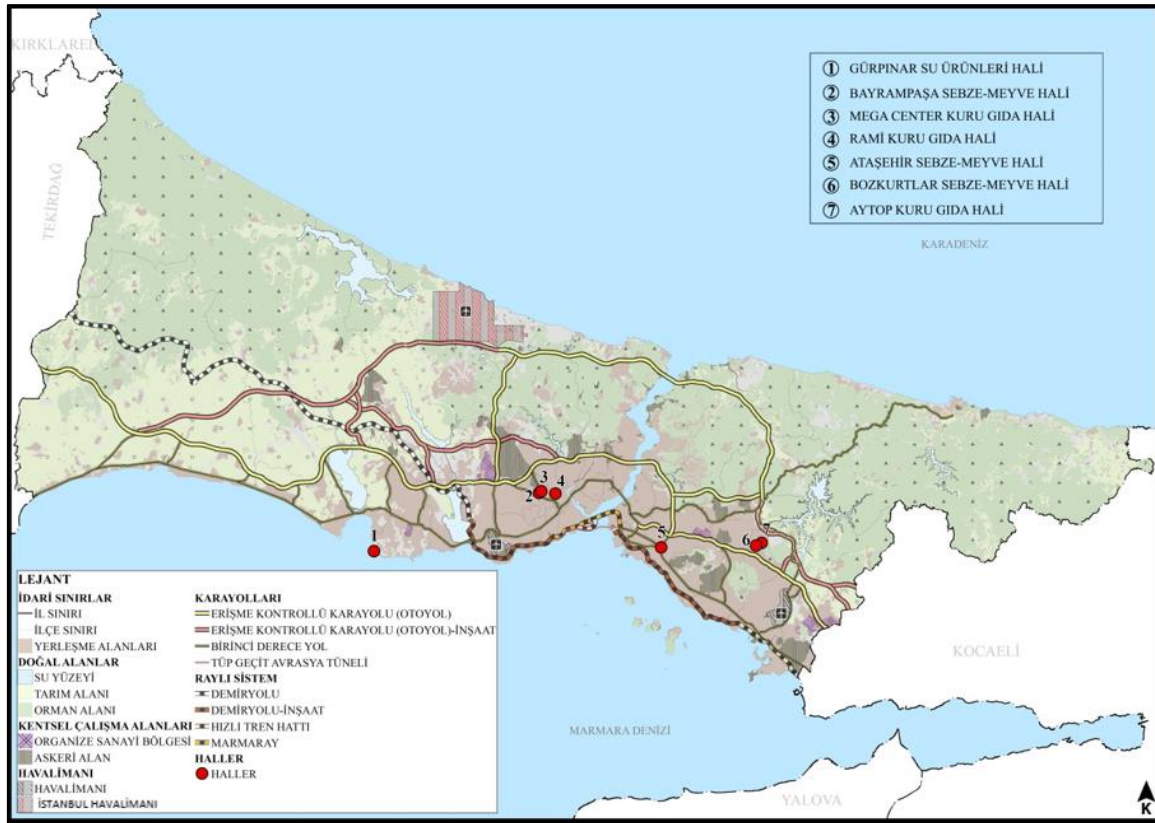 KIRKLARELİ
① GÜRPINAR SU ÜRÜNLERİ HALİ
② BAYRAMPAŞA SEBZE-MEYVE HALİ
③ MEGA CENTER KURU GIDA HALİ
④ RAMİ KURU GIDA HALİ
⑤ ATAŞEHİR SEBZE-MEYVE HALİ
⑥ BOZKURTLAR SEBZE-MEYVE HALİ
⑦ AYTOP KURU GIDA HALİ
TEKİRDAĞ
KARADENİZ
2 3 4
1
5
6 7
KOCAELİ
MARMARA DENİZİ
YALOVA
K
LEJANT
İDARİ SINIRLAR
İL SINIRI
İLÇE SINIRI
YERLEŞME ALANLARI
DOĞAL ALANLAR
SU YÜZEYİ
TARIM ALANI
ORMAN ALANI
KENTSEL ÇALIŞMA ALANLARI
ORGANİZE SANAYİ BÖLGESİ
ASKERİ ALAN
HAVALİMANI
HAVALİMANI
İSTANBUL HAVALİMANI
KARAYOLLARI
ERİŞME KONTROLLÜ KARAYOLU (OTOYOL)
ERİŞME KONTROLLÜ KARAYOLU (OTOYOL)-İNŞAAT
BİRİNCİ DERECE YOL
TÜP GEÇİT AVRASYA TÜNELİ
RAYLI SİSTEM
DEMİRYOLU
DEMİRYOLU-İNŞAAT
HIZLI TREN HATTI
MARMARAY
HALLER
HALLER